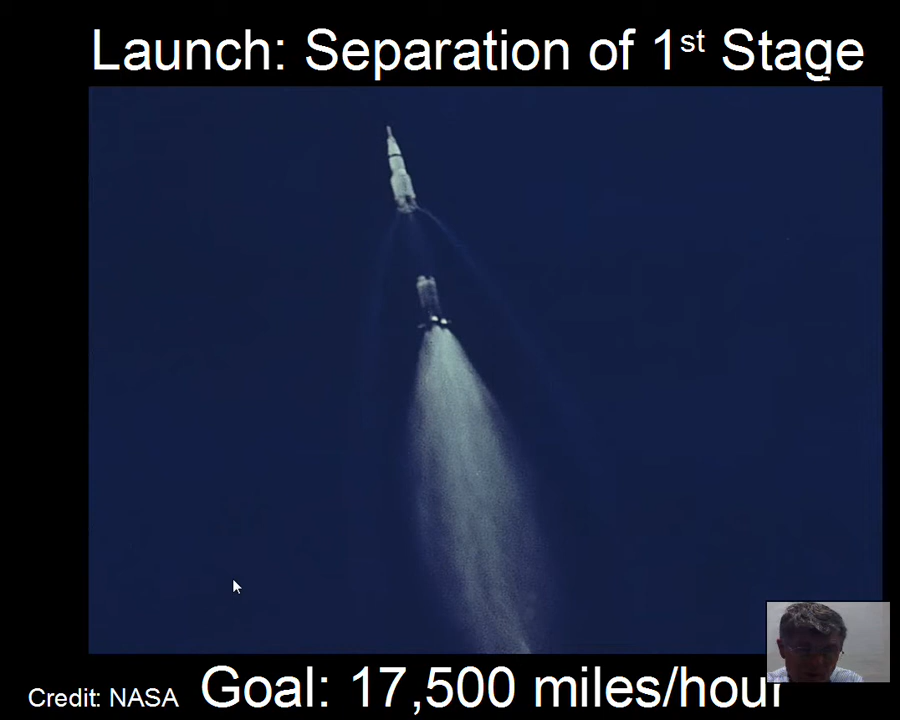 Launch: Separation of 1st Stage
Credit: NASA
Goal: 17,500 miles/hour